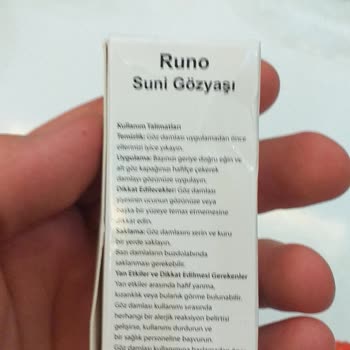 Runo
Suni Gözyaşı
Kullanım Talimatları
Temizlik: Göz damlası uygulamadan önce
ellerinizi iyice yıkayın.
Uygulama: Başınızı geriye doğru eğin ve
alt göz kapağınızı hafifçe çekerek
damlayı gözünüze uygulayın.
Dikkat Edilecekler: Göz damlası
şişenin ucunun gözünüze veya
başka bir yüzeye temas etmemesine
dikkat edin.
Saklama: Göz damlasını serin ve kuru
bir yerde saklayın.
Bazı damlaların buzdolabında
saklanması gerekebilir.
Yan Etkiler ve Dikkat Edilmesi Gerekenler
Yan etkiler arasında hafif yanma,
kızarıklık veya bulanık görme bulunabilir.
Göz damlası kullanımı sırasında
herhangi bir alerjik reaksiyon belirtisi
gelişirse, kullanımı durdurun ve
bir sağlık personeline başvurun.
Göz damlası kullanımına